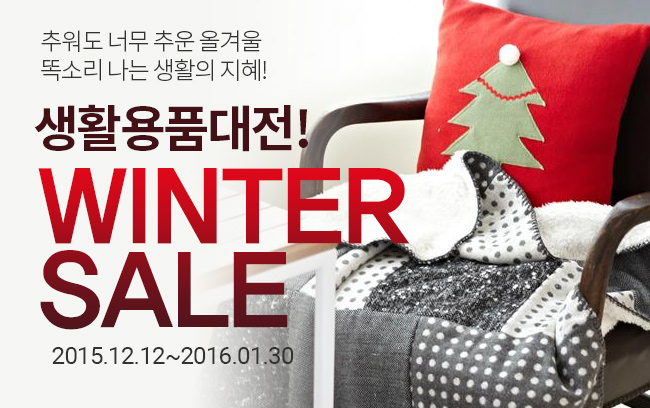 추워도 너무 추운 올겨울
똑소리 나는 생활의 지혜!
생활용품대전!
WINTER
SALE
2015.12.12~2016.01.30